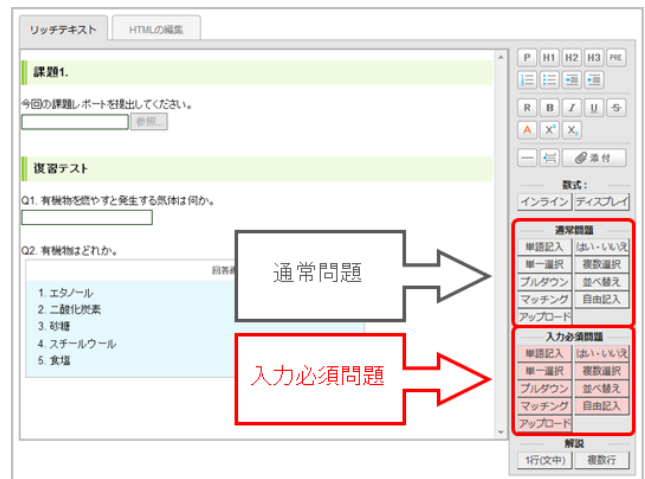 リッチテキスト HTMLの編集
課題1.
今回の課題レポートを提出してください。
参照...
復習テスト
Q1. 有機物を燃やすと発生する気体は何か。
Q2. 有機物はどれか。
1. エタノール
2. 二酸化炭素
3. 砂糖
4. スチールウール
5. 食塩
通常問題
入力必須問題
P H1 H2 H3 PRE
R B I U S
A X² X₂
添付
数式:
インライン ディスプレイ
通常問題
単語記入 はい・いいえ
単一選択 複数選択
プルダウン 並べ替え
マッチング 自由記入
アップロード
入力必須問題
単語記入 はい・いいえ
単一選択 複数選択
プルダウン 並べ替え
マッチング 自由記入
アップロード
解説
1行(文中) 複数行